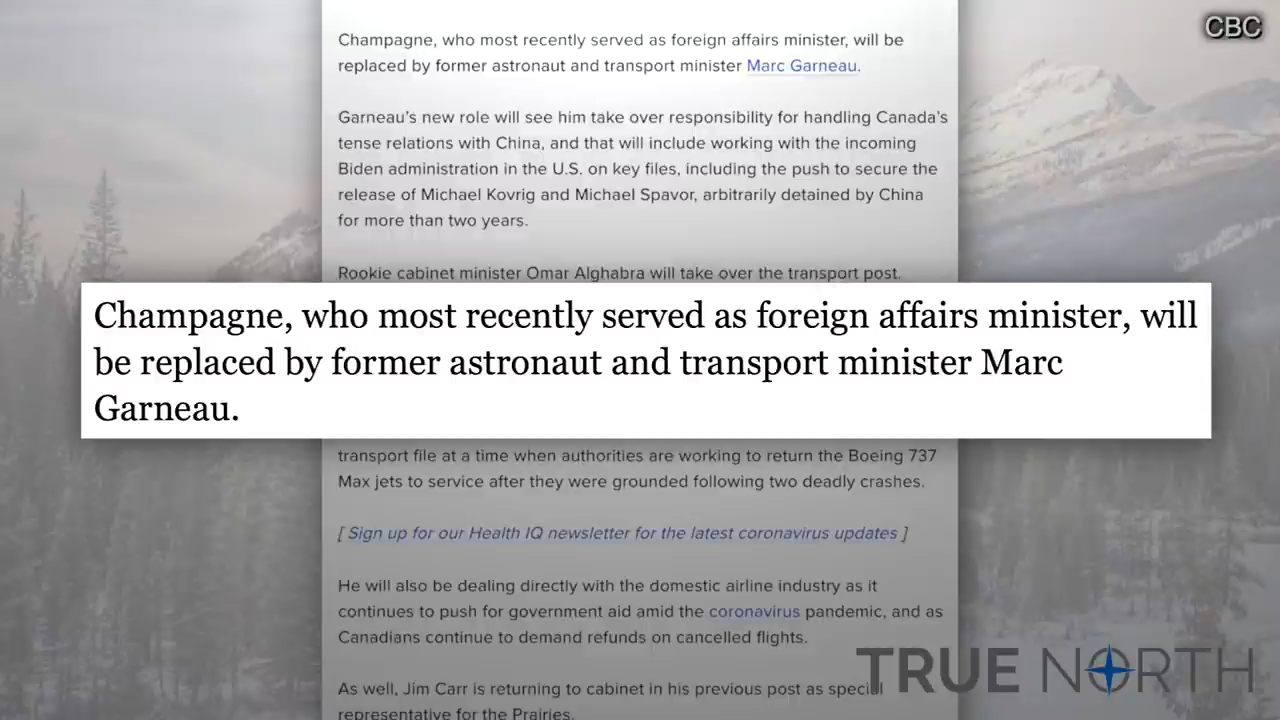 CBC
Champagne, who most recently served as foreign affairs minister, will be
replaced by former astronaut and transport minister Marc Garneau.
Garneau's new role will see him take over responsibility for handling Canada's
tense relations with China, and that will include working with the incoming
Biden administration in the U.S. on key files, including the push to secure the
release of Michael Kovrig and Michael Spavor, arbitrarily detained by China
for more than two years.
Rookie cabinet minister Omar Alghabra will take over the transport post.
Champagne, who most recently served as foreign affairs minister, will
be replaced by former astronaut and transport minister Marc
Garneau.
transport file at a time when authorities are working to return the Boeing 737
Max jets to service after they were grounded following two deadly crashes.
[ Sign up for our Health IQ newsletter for the latest coronavirus updates ]
He will also be dealing directly with the domestic airline industry as it
continues to push for government aid amid the coronavirus pandemic, and as
Canadians continue to demand refunds on cancelled flights.
As well, Jim Carr is returning to cabinet in his previous post as special
representative for the Prairies.
TRUE NORTH